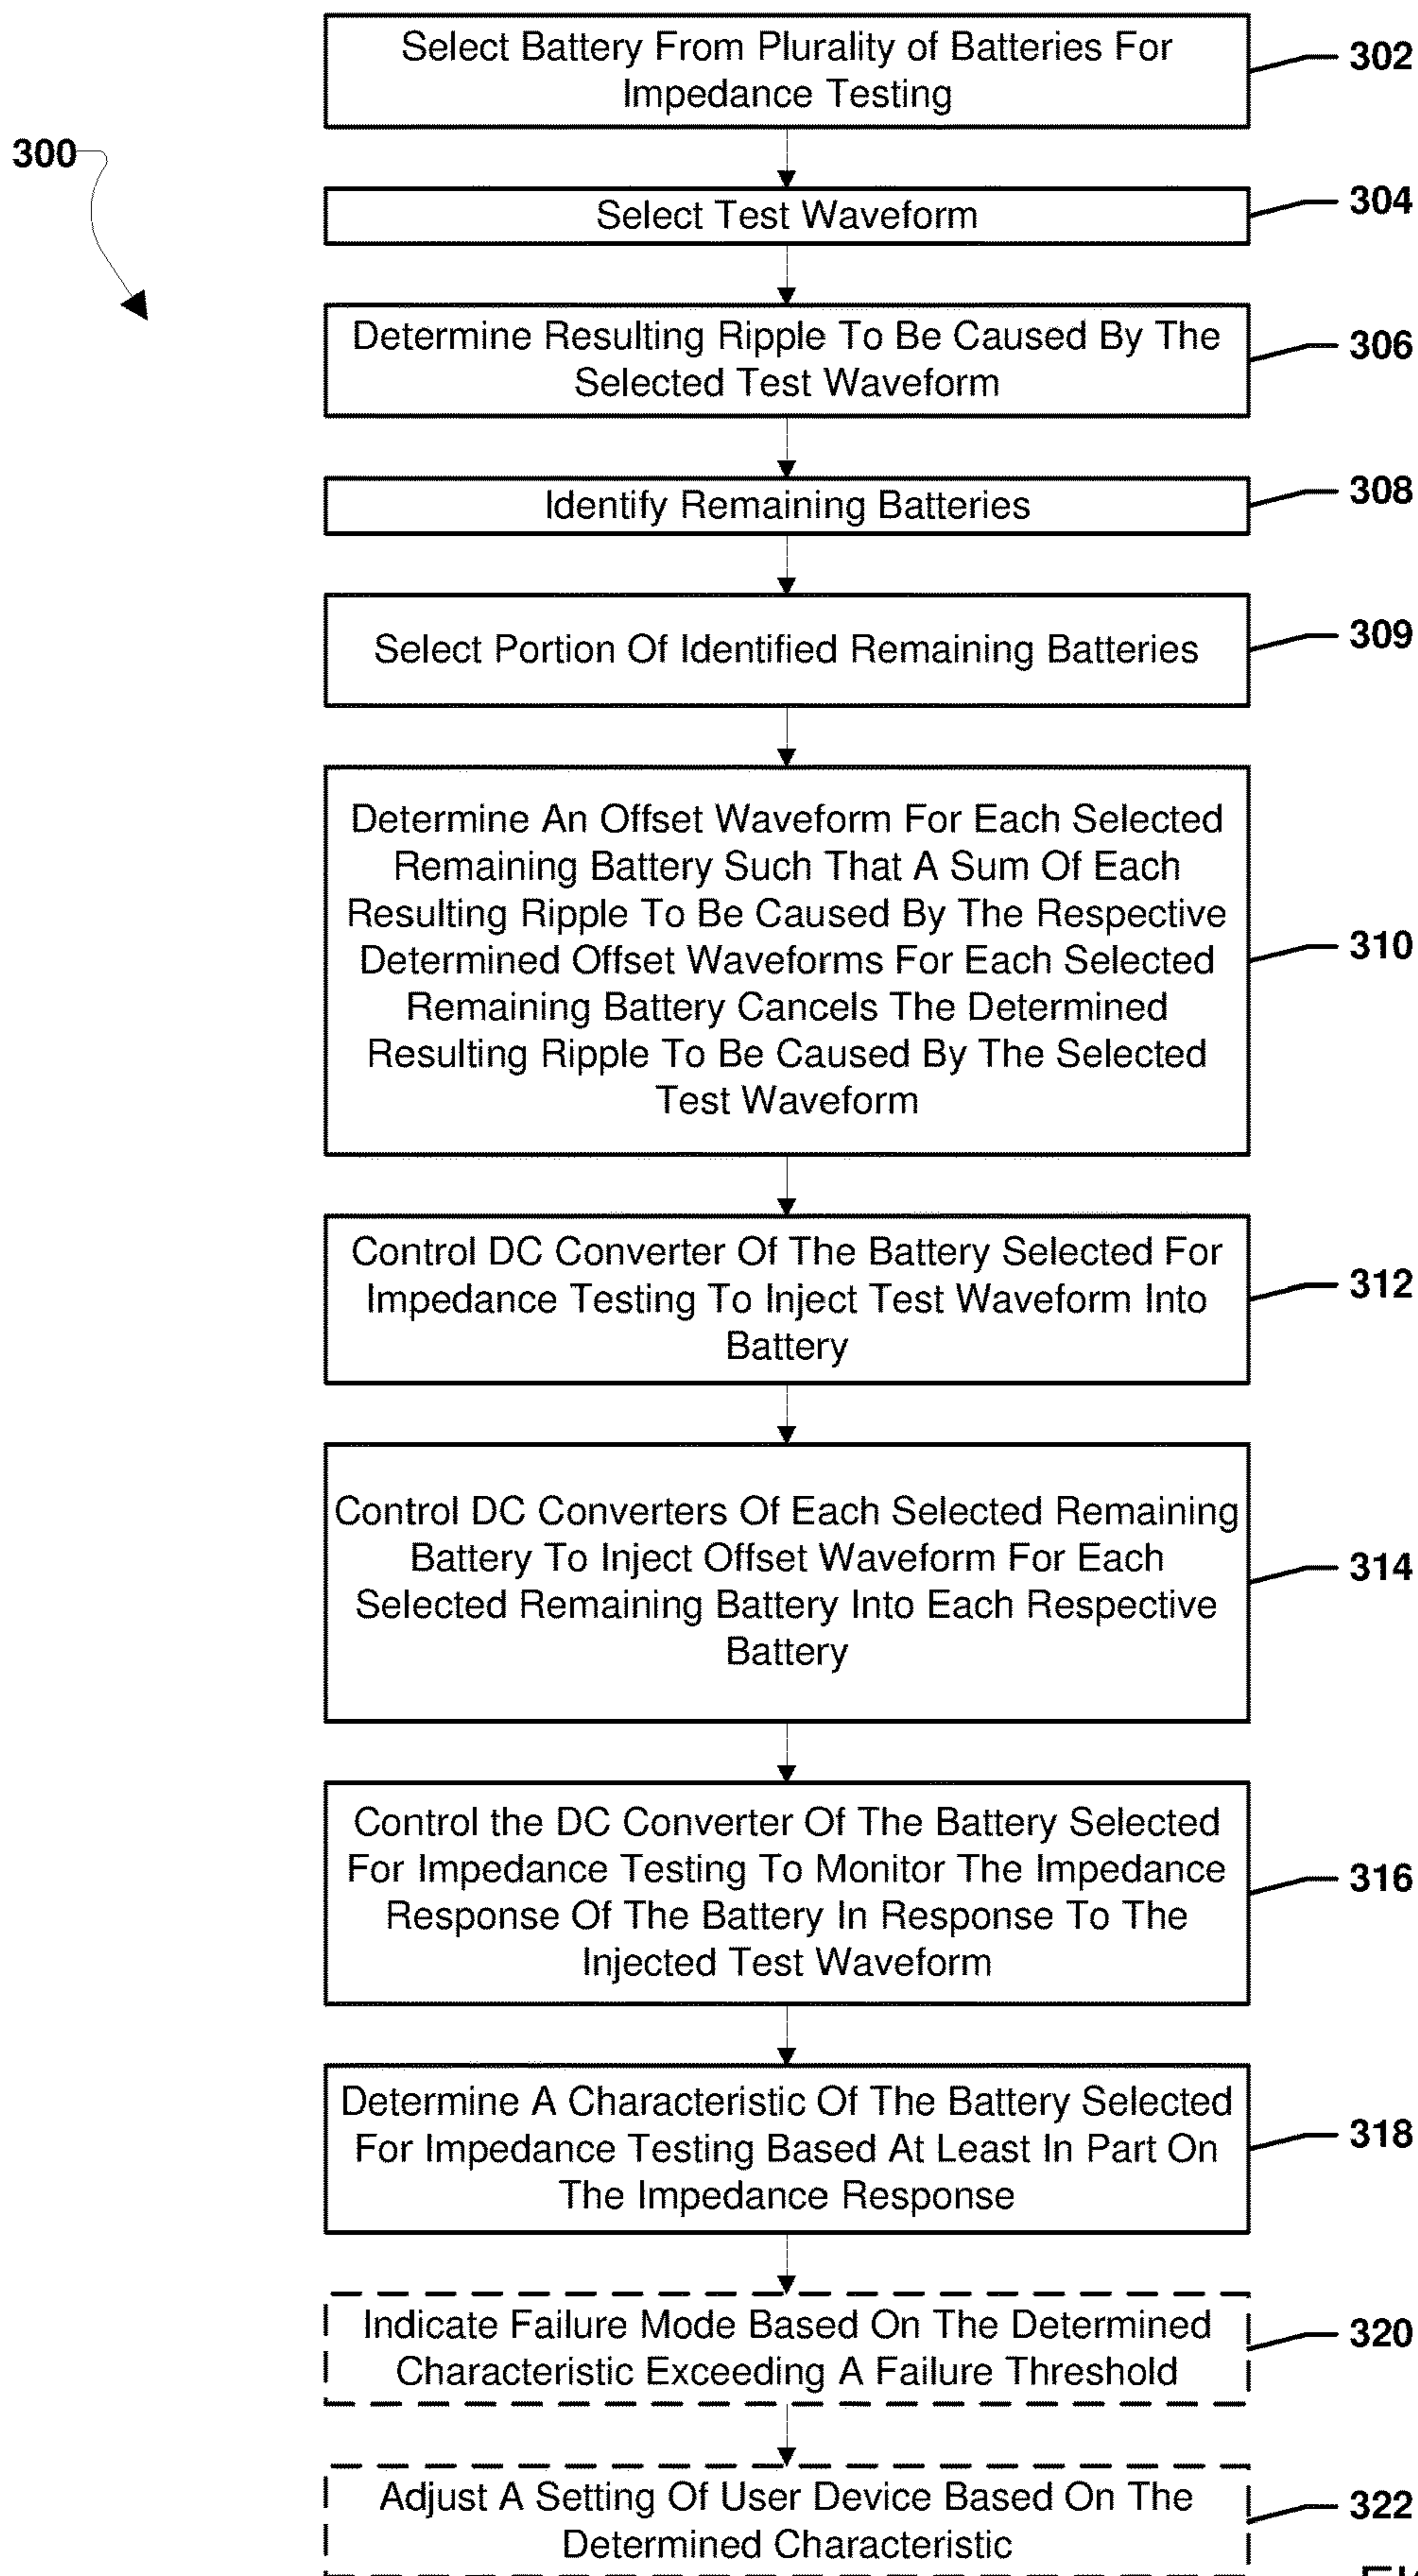 Select Battery From Plurality of Batteries For
Impedance Testing
302
300
Select Test Waveform
304
Determine Resulting Ripple To Be Caused By The
Selected Test Waveform
306
Identify Remaining Batteries
308
Select Portion Of Identified Remaining Batteries
309
Determine An Offset Waveform For Each Selected
Remaining Battery Such That A Sum Of Each
Resulting Ripple To Be Caused By The Respective
Determined Offset Waveforms For Each Selected
Remaining Battery Cancels The Determined
Resulting Ripple To Be Caused By The Selected
Test Waveform
310
Control DC Converter Of The Battery Selected For
Impedance Testing To Inject Test Waveform Into
Battery
312
Control DC Converters Of Each Selected Remaining
Battery To Inject Offset Waveform For Each
Selected Remaining Battery Into Each Respective
Battery
314
Control the DC Converter Of The Battery Selected
For Impedance Testing To Monitor The Impedance
Response Of The Battery In Response To The
Injected Test Waveform
316
Determine A Characteristic Of The Battery Selected
For Impedance Testing Based At Least In Part On
The Impedance Response
318
Indicate Failure Mode Based On The Determined
Characteristic Exceeding A Failure Threshold
320
Adjust A Setting Of User Device Based On The
Determined Characteristic
322